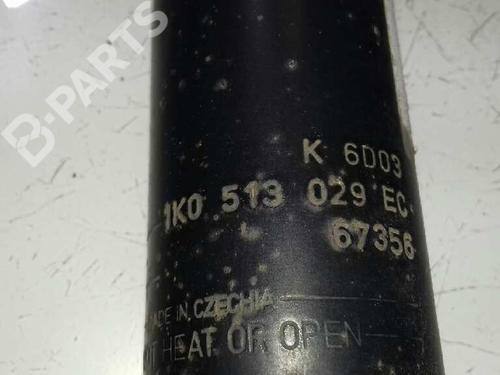 B-PARTS
K 6D03
1K0 513 029 EC
67356
MADE IN CZECHIA
HEAT OR OPEN